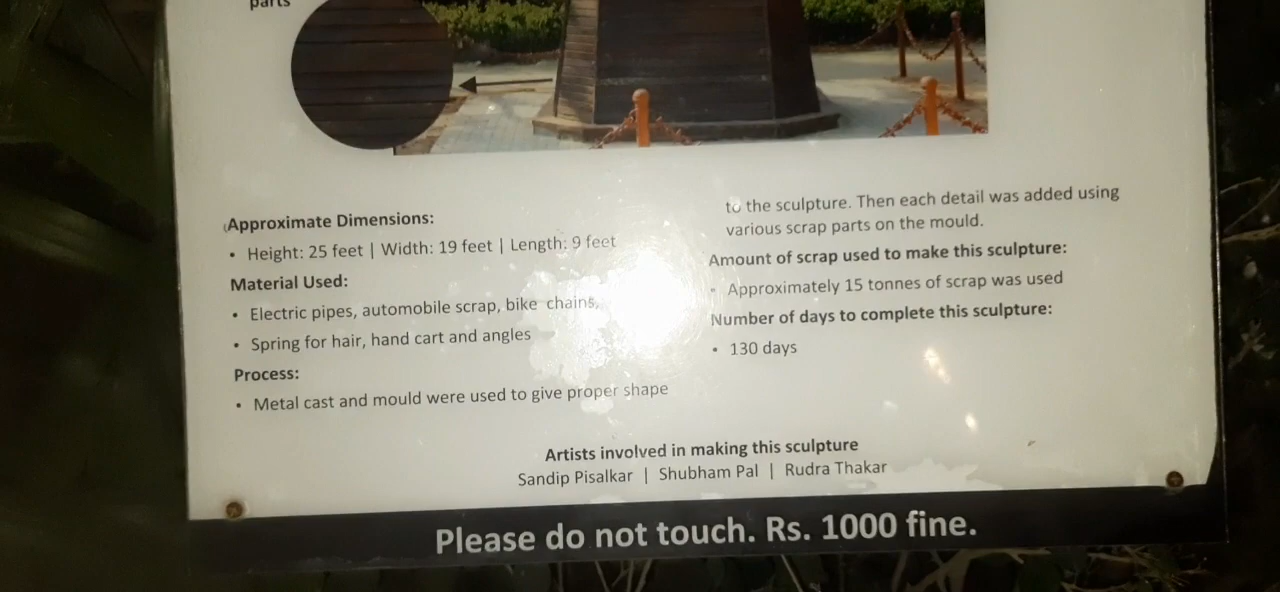 parts
Approximate Dimensions:
• Height: 25 feet | Width: 19 feet | Length: 9 feet
Material Used:
• Electric pipes, automobile scrap, bike chains,
• Spring for hair, hand cart and angles
Process:
• Metal cast and mould were used to give proper shape
to the sculpture. Then each detail was added using
various scrap parts on the mould.
Amount of scrap used to make this sculpture:
• Approximately 15 tonnes of scrap was used
Number of days to complete this sculpture:
• 130 days
Artists involved in making this sculpture
Sandip Pisalkar | Shubham Pal | Rudra Thakar
Please do not touch. Rs. 1000 fine.